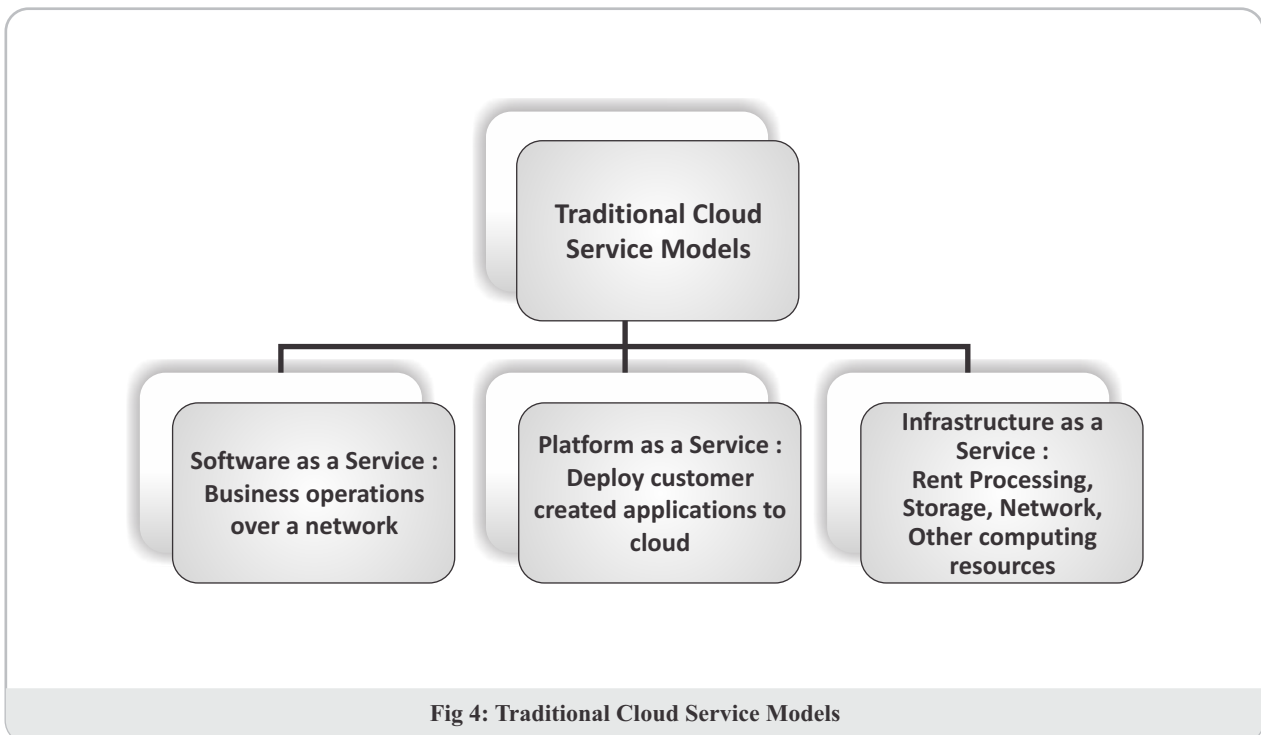 Traditional Cloud
Service Models
Software as a Service :
Business operations
over a network
Platform as a Service :
Deploy customer
created applications to
cloud
Infrastructure as a
Service :
Rent Processing,
Storage, Network,
Other computing
resources
Fig 4: Traditional Cloud Service Models